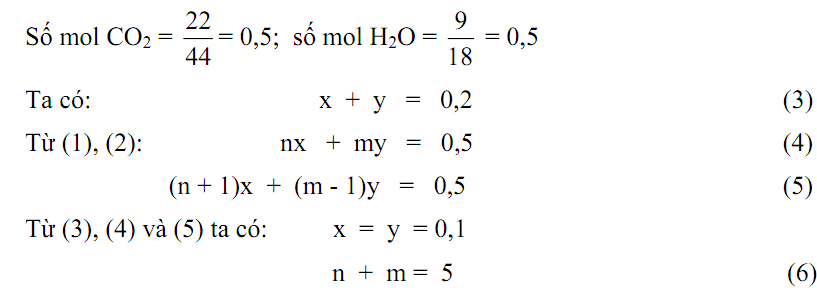 Số mol CO₂ = 22/44 = 0,5; số mol H₂O = 9/18 = 0,5
Ta có: x + y = 0,2 (3)
Từ (1), (2): nx + my = 0,5 (4)
(n + 1)x + (m - 1)y = 0,5 (5)
Từ (3), (4) và (5) ta có: x = y = 0,1
n + m = 5 (6)